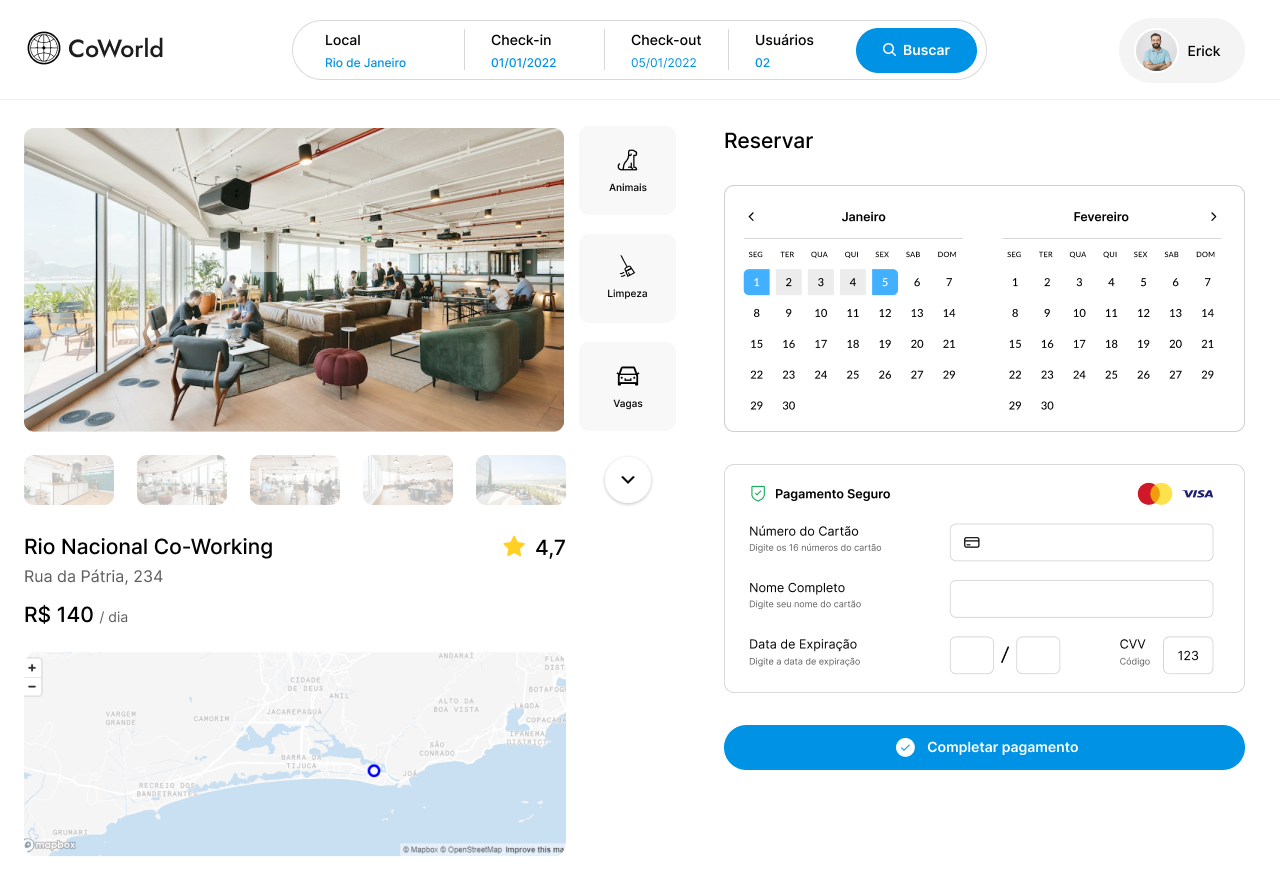 CoWorld
Local
Rio de Janeiro
Check-in
01/01/2022
Check-out
05/01/2022
Usuários
02
Buscar
Erick
Animais
Limpeza
Vagas
Rio Nacional Co-Working
4,7
Rua da Pátria, 234
R$ 140 / dia
+
−
ANDARAÍ
FLAN
DIST
CIDADE
DE DEUS
ANIL
BOTAFOG
VARGEM
GRANDE
CAMORIM
JACAREPAGUÁ
ALTO DA
BOA VISTA
LAGOA
COPACA
IPANEMA
DISTRICT
SÃO
CONRADO
BARRA DA
TIJUCA
JOÁ
RECREIO DOS
BANDEIRANTES
GRUMARI
mapbox
© Mapbox © OpenStreetMap Improve this ma
Reservar
Janeiro
SEG TER QUA QUI SEX SAB DOM
1 2 3 4 5 6 7
8 9 10 11 12 13 14
15 16 17 18 19 20 21
22 23 24 25 26 27 29
29 30
Fevereiro
SEG TER QUA QUI SEX SAB DOM
1 2 3 4 5 6 7
8 9 10 11 12 13 14
15 16 17 18 19 20 21
22 23 24 25 26 27 29
29 30
Pagamento Seguro
VISA
Número do Cartão
Digite os 16 números do cartão
Nome Completo
Digite seu nome do cartão
Data de Expiração
Digite a data de expiração
/
CVV
Código
123
Completar pagamento